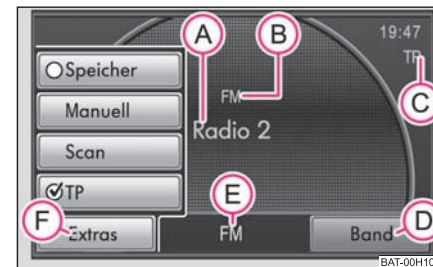 A
B
19:47
TP
C
Speicher
FM
Manuell
Radio 2
Scan
TP
E
F
Extras
FM
Band
D
BAT-00H10